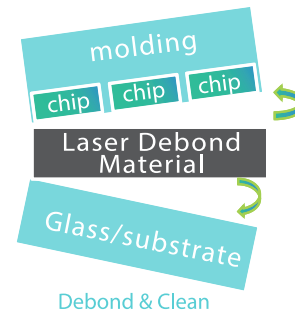 molding
chip chip chip
Laser Debond
Material
Glass/substrate
Debond & Clean